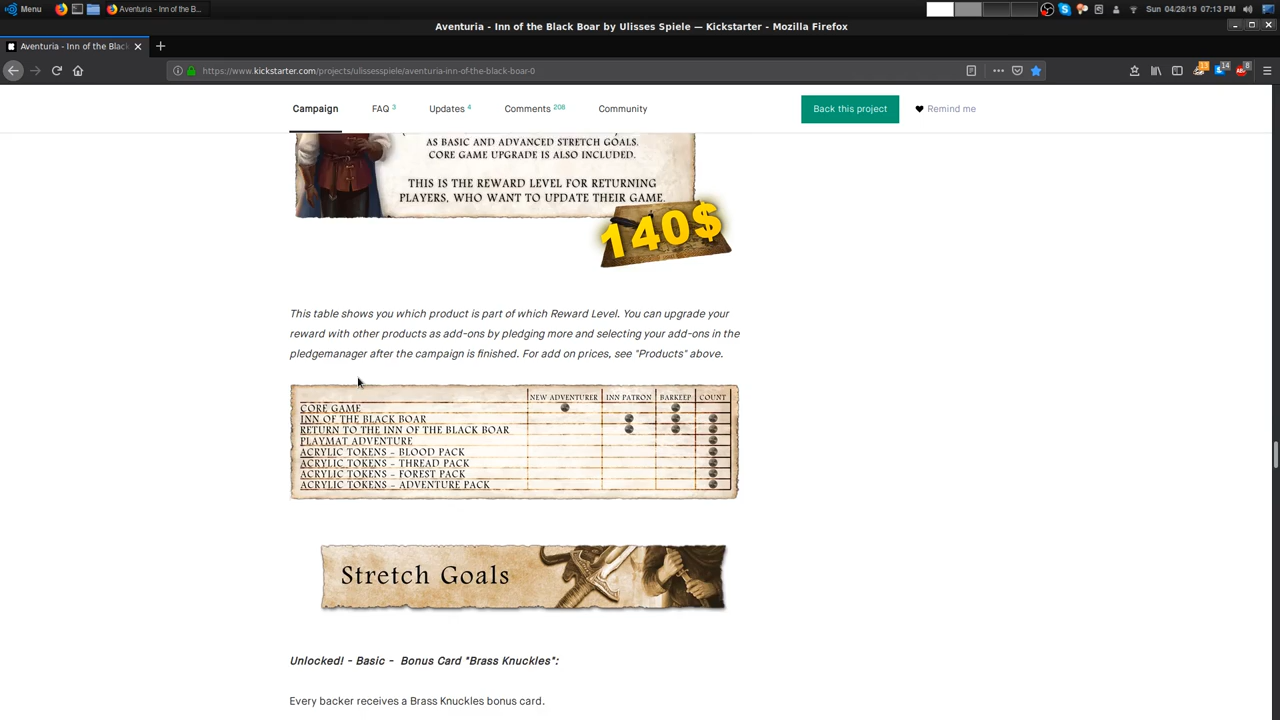 Menu
Aventuria - Inn of the B...
Sun 04/28/19
07:13 PM
Aventuria - Inn of the Black Boar by Ulisses Spiele — Kickstarter - Mozilla Firefox
Aventuria - Inn of the Black
https://www.kickstarter.com/projects/ulissesspiele/aventuria-inn-of-the-black-boar-0
Campaign
FAQ 3
Updates 4
Comments 208
Community
Back this project
Remind me
AS BASIC AND ADVANCED STRETCH GOALS.
CORE GAME UPGRADE IS ALSO INCLUDED.
THIS IS THE REWARD LEVEL FOR RETURNING
PLAYERS, WHO WANT TO UPDATE THEIR GAME.
140$
This table shows you which product is part of which Reward Level. You can upgrade your
reward with other products as add-ons by pledging more and selecting your add-ons in the
pledgemanager after the campaign is finished. For add on prices, see "Products" above.
NEW ADVENTURER INN PATRON BARKEEP COUNT
CORE GAME
INN OF THE BLACK BOAR
RETURN TO THE INN OF THE BLACK BOAR
PLAYMAT ADVENTURE
ACRYLIC TOKENS - BLOOD PACK
ACRYLIC TOKENS - THREAD PACK
ACRYLIC TOKENS - FOREST PACK
ACRYLIC TOKENS - ADVENTURE PACK
Stretch Goals
Unlocked! - Basic - Bonus Card "Brass Knuckles":
Every backer receives a Brass Knuckles bonus card.